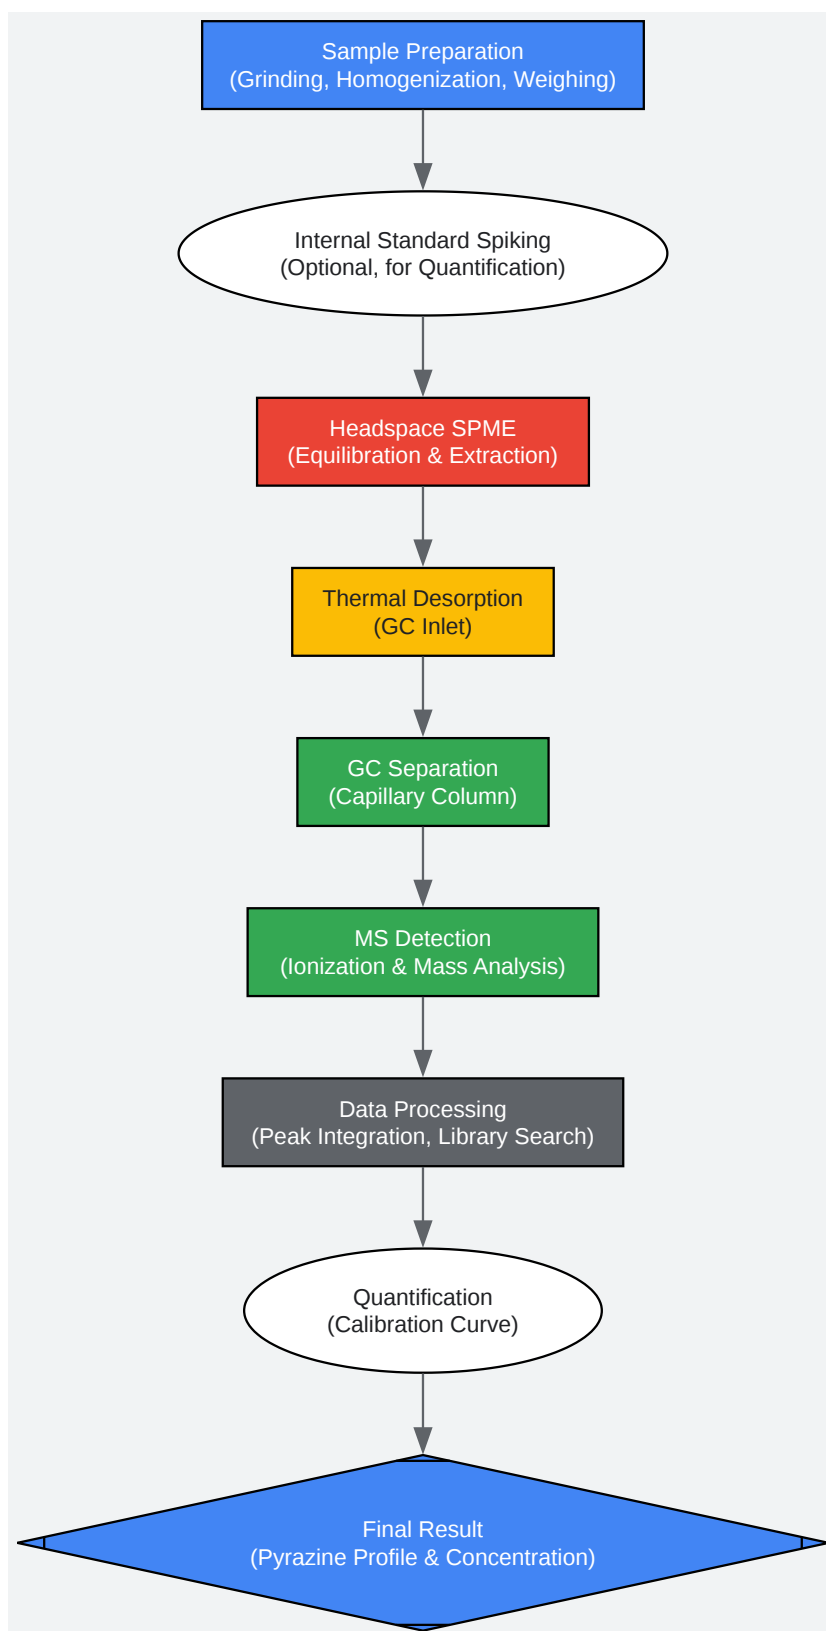 Sample Preparation
(Grinding, Homogenization, Weighing)
Internal Standard Spiking
(Optional, for Quantification)
Headspace SPME
(Equilibration & Extraction)
Thermal Desorption
(GC Inlet)
GC Separation
(Capillary Column)
MS Detection
(Ionization & Mass Analysis)
Data Processing
(Peak Integration, Library Search)
Quantification
(Calibration Curve)
Final Result
(Pyrazine Profile & Concentration)